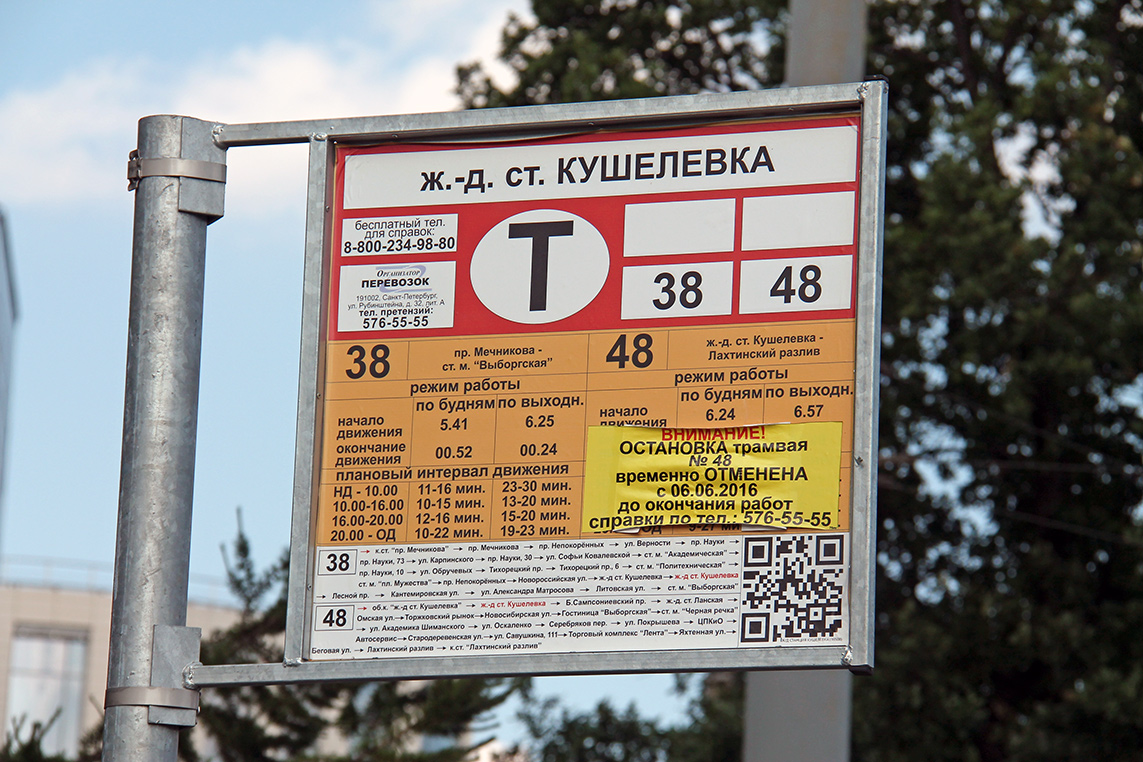 ж.-д. ст. КУШЕЛЕВКА
бесплатный тел.
для справок:
8-800-234-98-80
Т
ОРГАНИЗАТОР
ПЕРЕВОЗОК
191002, Санкт-Петербург,
ул. Рубинштейна, д. 32, лит. А
тел. претензий:
576-55-55
38
48
38
пр. Мечникова -
ст. м. "Выборгская"
режим работы
по будням по выходн.
начало движения 5.41 6.25
окончание движения 00.52 00.24
плановый интервал движения
НД - 10.00 11-16 мин. 23-30 мин.
10.00-16.00 10-15 мин. 13-20 мин.
16.00-20.00 12-16 мин. 15-20 мин.
20.00 - ОД 10-22 мин. 19-23 мин.
48
ж.-д. ст. Кушелевка -
Лахтинский разлив
режим работы
по будням по выходн.
начало движения 6.24 6.57
ВНИМАНИЕ!
ОСТАНОВКА трамвая
№ 48
временно ОТМЕНЕНА
с 06.06.2016
до окончания работ
справки по тел.: 576-55-55
38 → к.ст. "пр. Мечникова" → пр. Мечникова → пр. Непокорённых → ул. Верности → пр. Науки
пр. Науки, 73 → ул. Карпинского → пр. Науки, 30 → ул. Софьи Ковалевской → ст. м. "Академическая"
пр. Науки, 10 → ул. Обручевых → Тихорецкий пр. → Тихорецкий пр., 6 → ст. м. "Политехническая"
ст. м. "пл. Мужества" → пр. Непокорённых → Новороссийская ул. → ж.-д ст. Кушелевка → ж.-д ст. Кушелевка
→ Лесной пр. → Кантемировская ул. → ул. Александра Матросова → Литовская ул. → ст. м. "Выборгская"
48 → об.к. "ж.-д ст. Кушелевка" → ж.-д ст. Кушелевка → Б.Сампсониевский пр. → ж.-д ст. Ланская →
Омская ул. → Торжковский рынок → Новосибирская ул. → Гостиница "Выборгская" → ст. м. "Черная речка"
→ ул. Академика Шиманского → ул. Оскаленко → Серебряков пер. → ул. Покрышева → ЦПКиО →
Автосервис → Стародеревенская ул. → ул. Савушкина, 111 → Торговый комплекс "Лента" → Яхтенная ул. →
Беговая ул. → Лахтинский разлив → к.ст. "Лахтинский разлив"